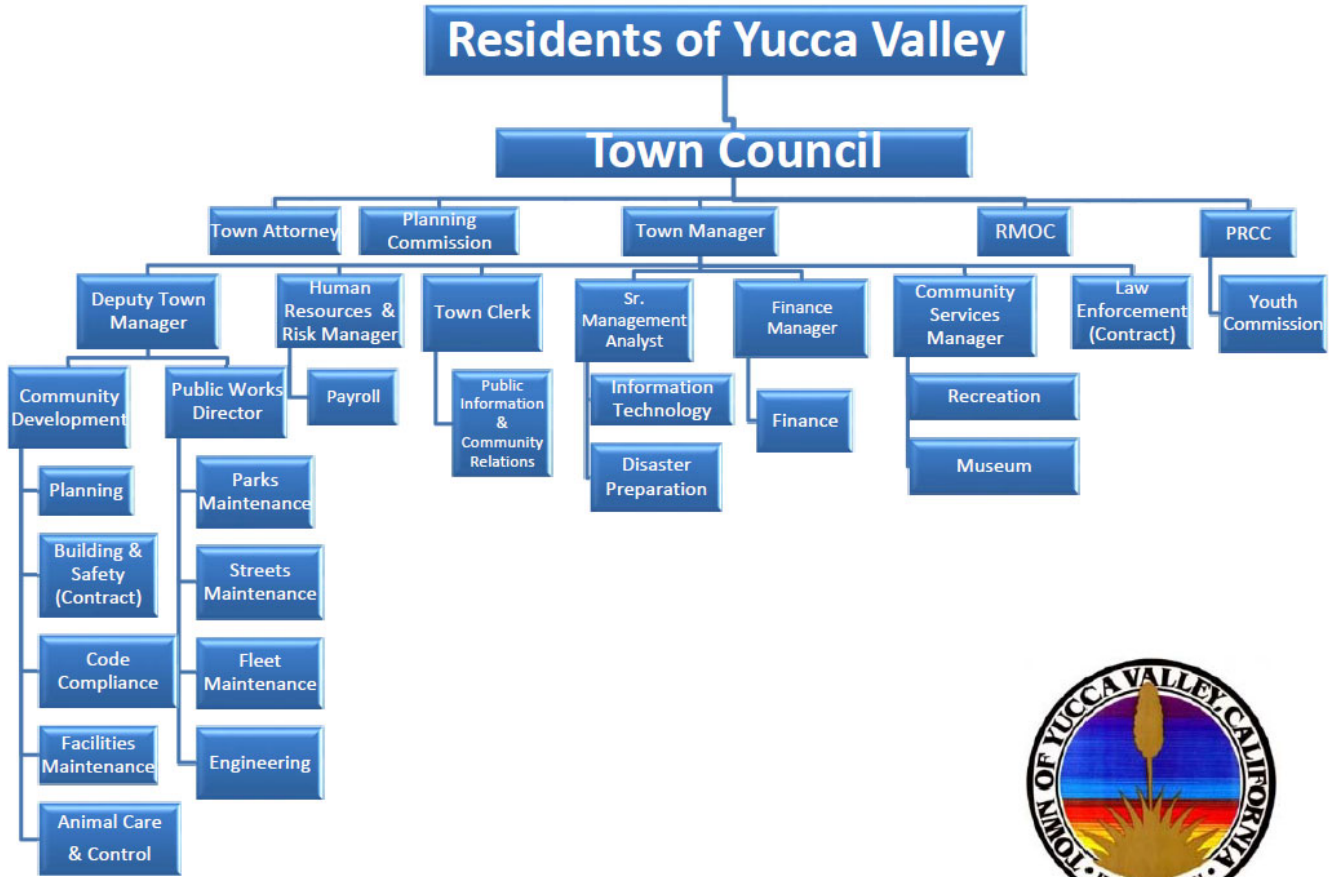 Residents of Yucca Valley
Town Council
Town Attorney
Planning
Commission
Town Manager
RMOC
PRCC
Deputy Town
Manager
Human
Resources &
Risk Manager
Town Clerk
Sr.
Management
Analyst
Finance
Manager
Community
Services
Manager
Law
Enforcement
(Contract)
Youth
Commission
Community
Development
Public Works
Director
Payroll
Public
Information
&
Community
Relations
Information
Technology
Disaster
Preparation
Finance
Recreation
Museum
Planning
Building &
Safety
(Contract)
Code
Compliance
Facilities
Maintenance
Animal Care
& Control
Parks
Maintenance
Streets
Maintenance
Fleet
Maintenance
Engineering
TOWN OF YUCCA VALLEY, CALIFORNIA